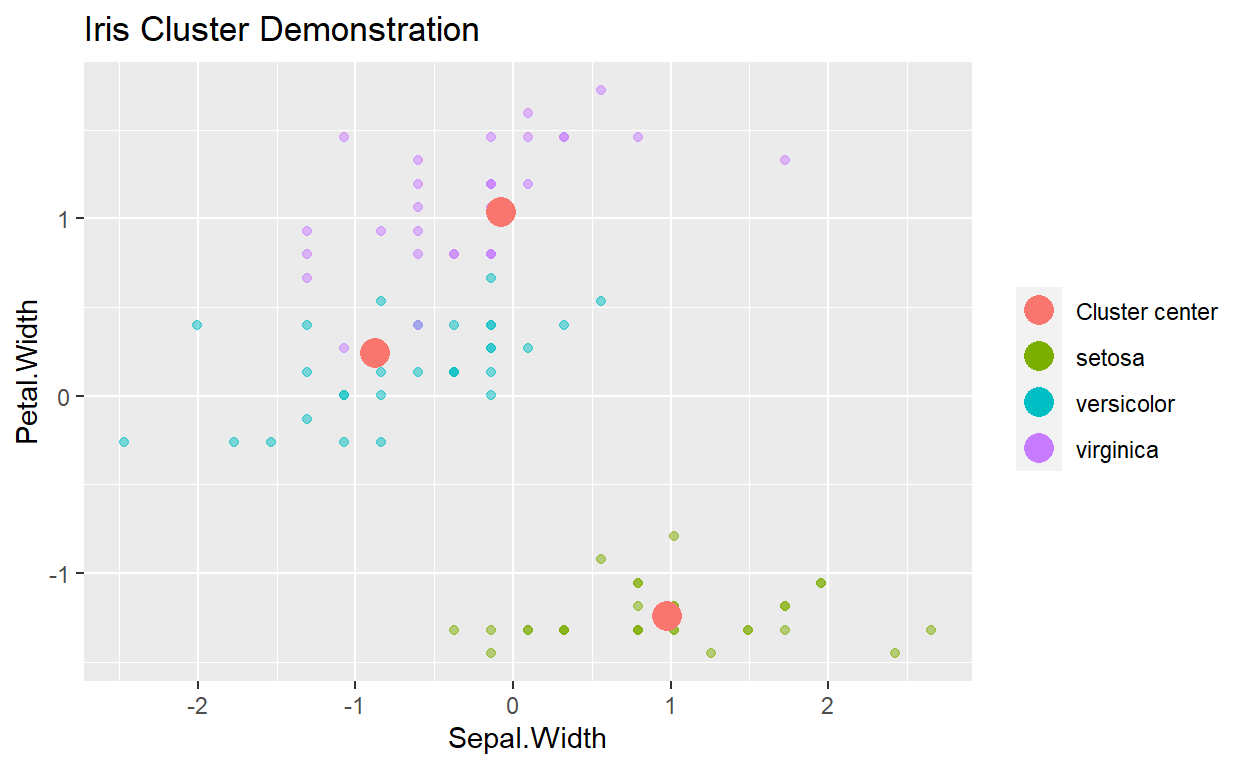 Iris Cluster Demonstration
Petal.Width
1
0
-1
-2
-1
0
1
2
Sepal.Width
Cluster center
setosa
versicolor
virginica